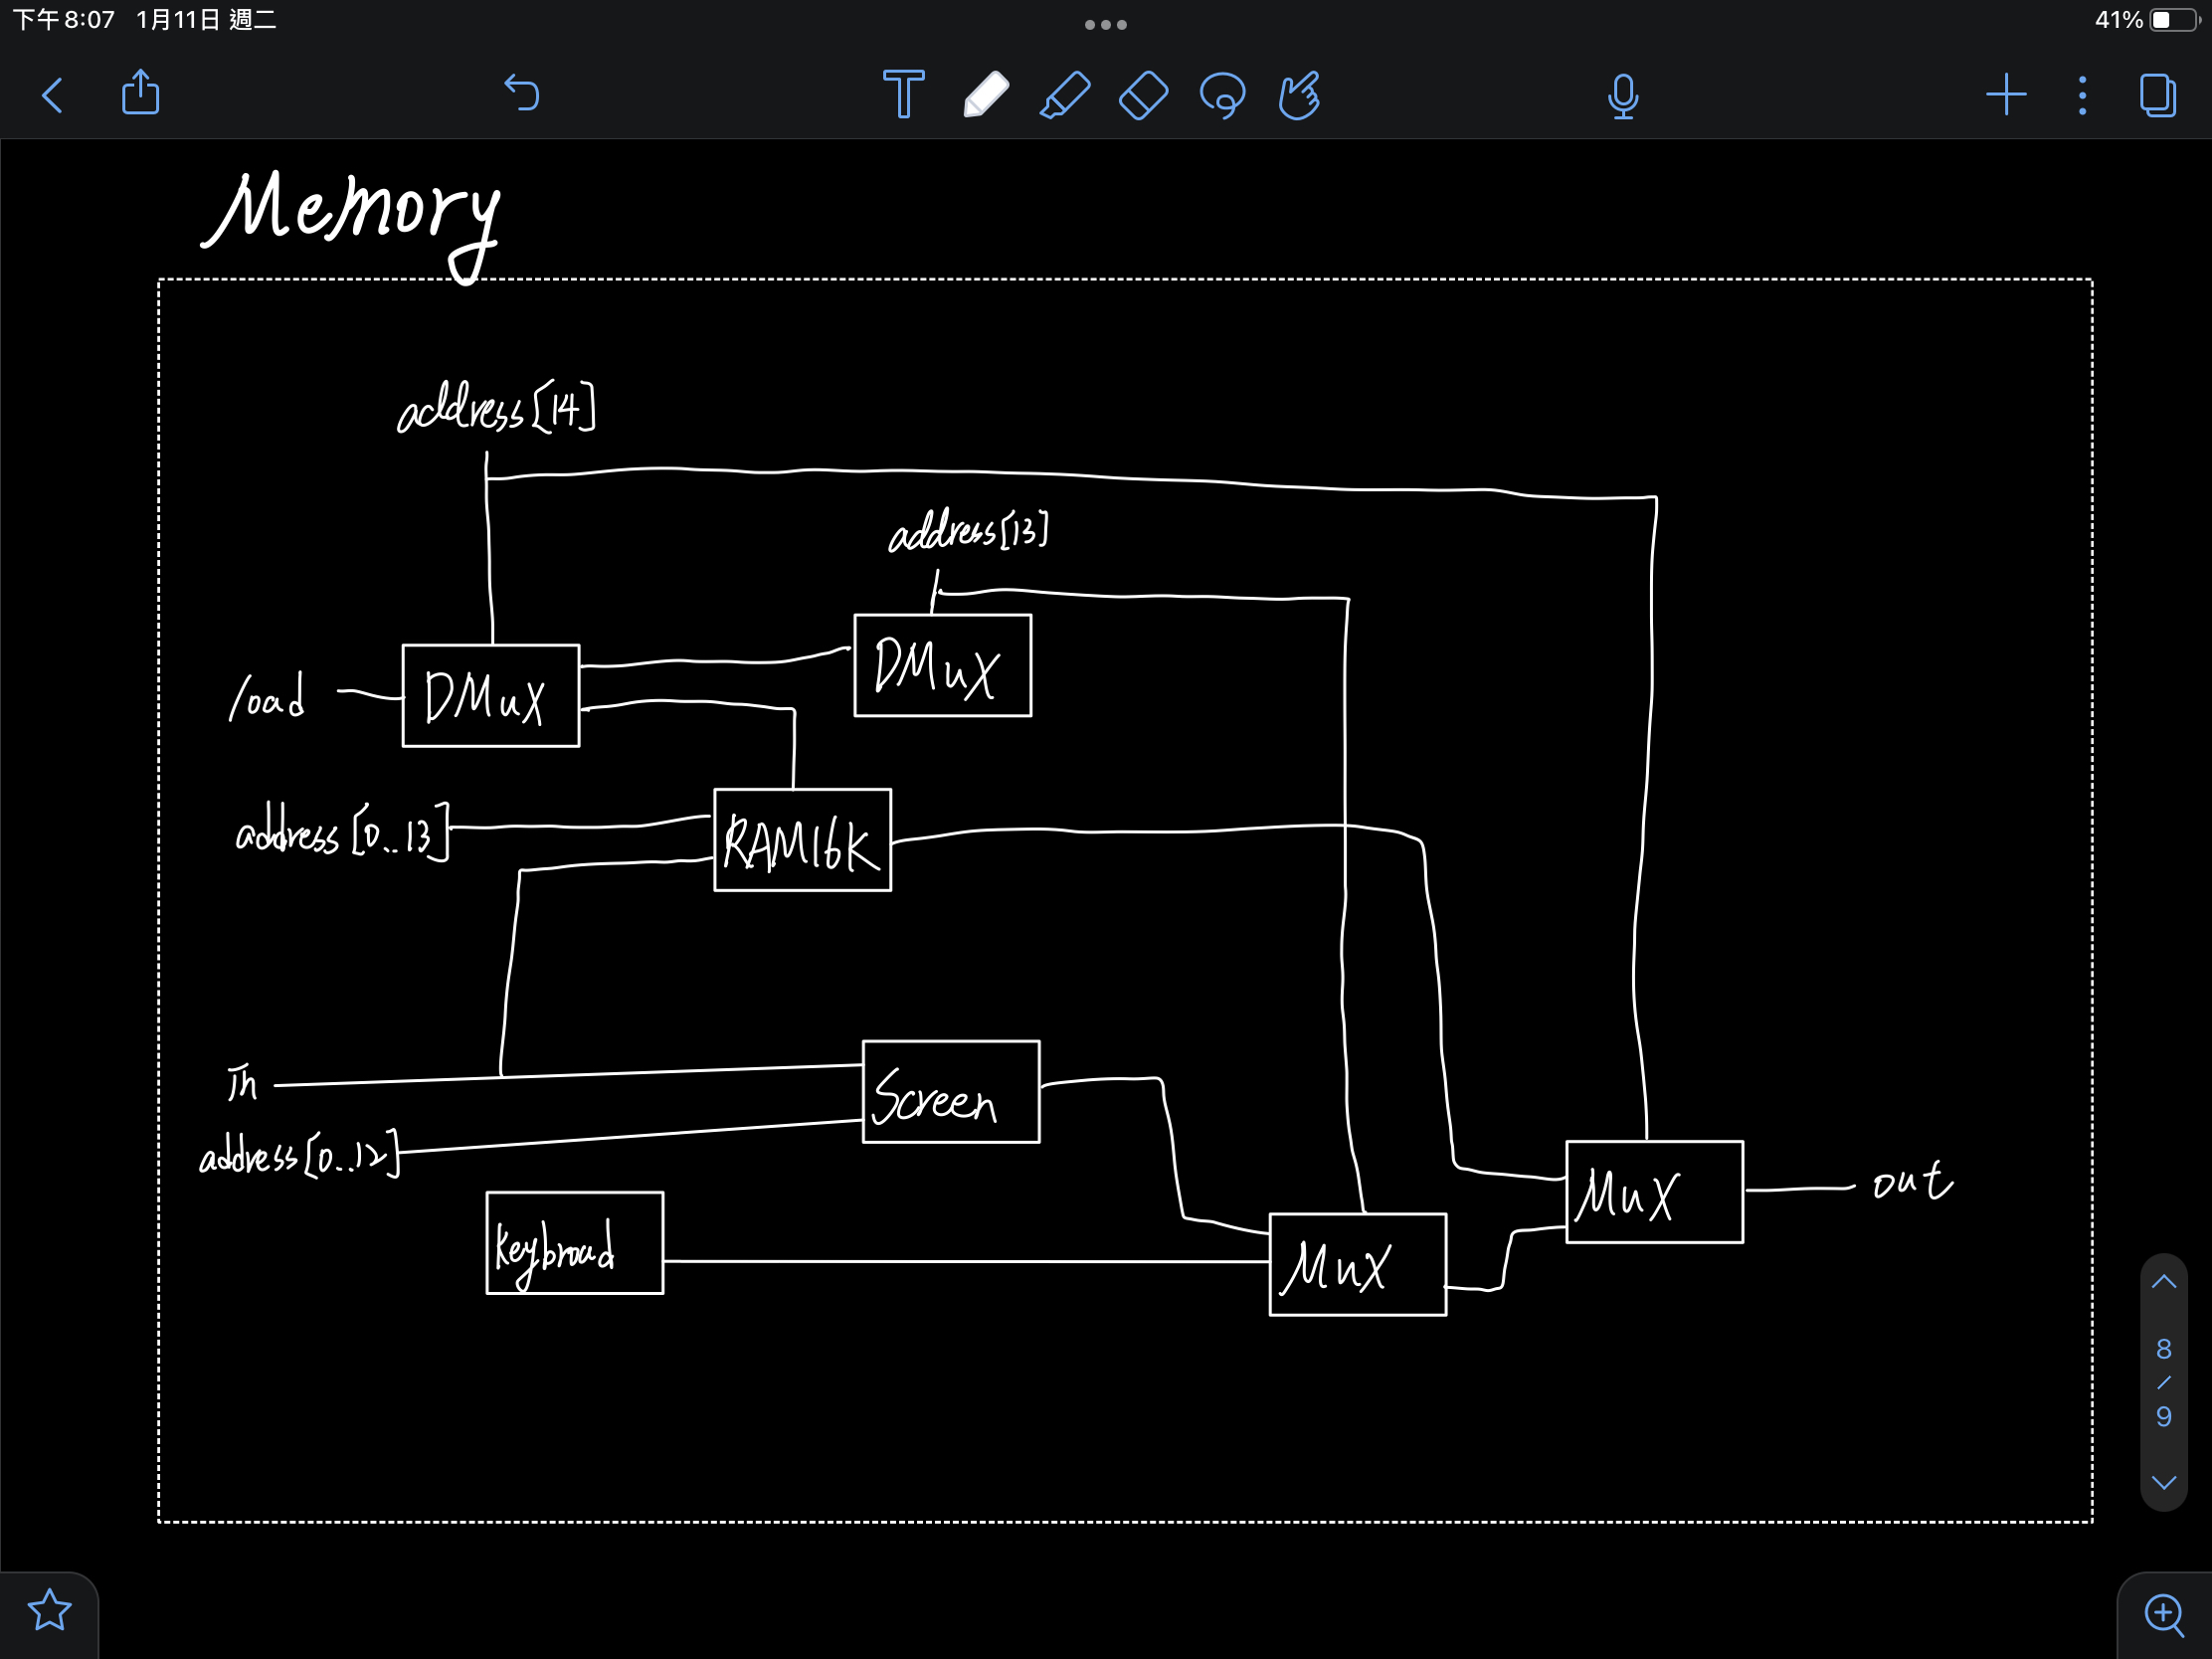 下午 8:07 1月11日 週二
41%
Memory
address[14]
address[13]
load
DMuX
DMuX
address[0..13]
RAM16K
in
Screen
address[0..12]
Keybroad
MuX
MuX
out
8
/
9